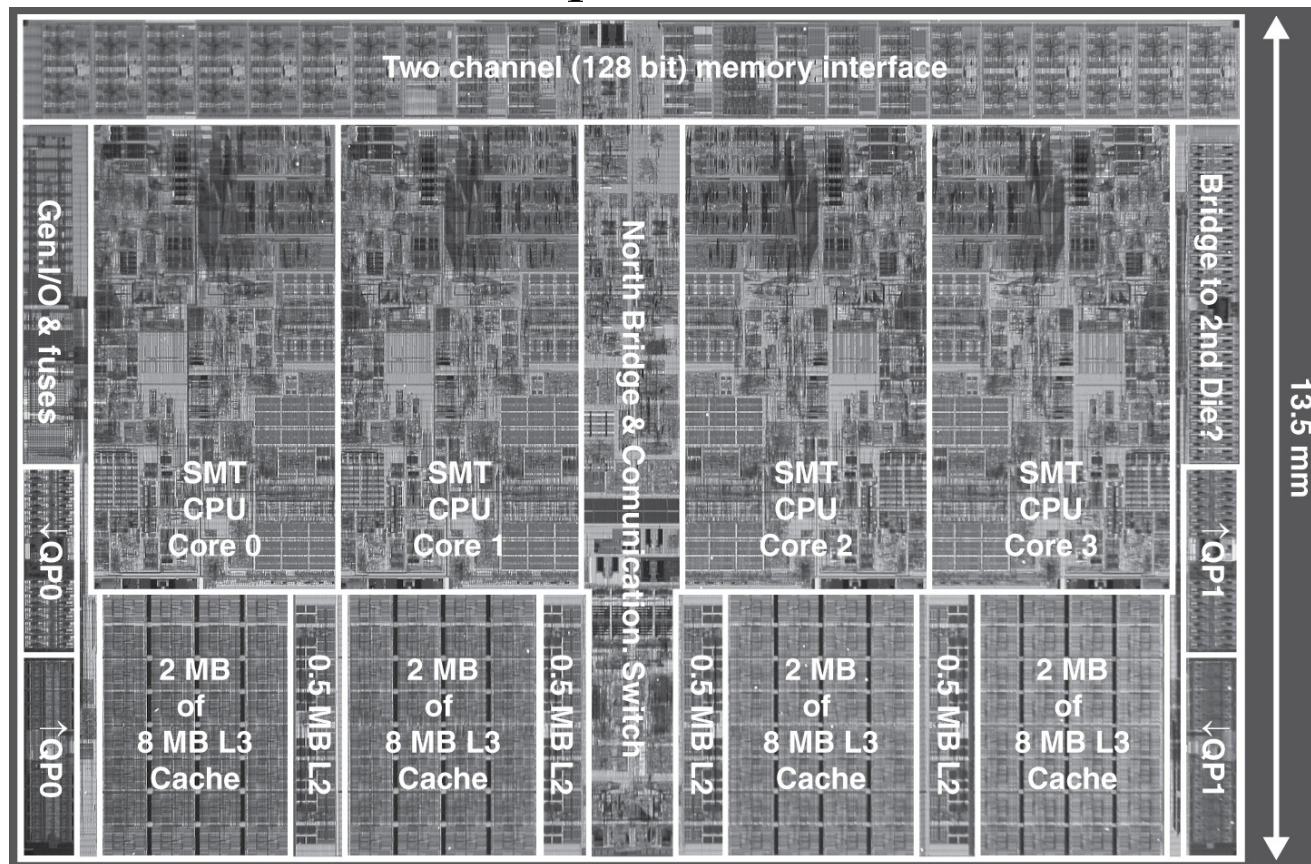 Two channel (128 bit) memory interface
Gen.I/O & fuses
North Bridge & Communication. Switch
Bridge to 2nd Die?
13.5 mm
SMT
CPU
Core 0
SMT
CPU
Core 1
SMT
CPU
Core 2
SMT
CPU
Core 3
↓QP0
↑QP1
2 MB
of
8 MB L3
Cache
0.5 MB L2
2 MB
of
8 MB L3
Cache
0.5 MB L2
0.5 MB L2
2 MB
of
8 MB L3
Cache
0.5 MB L2
2 MB
of
8 MB L3
Cache
↑QP0
↓QP1